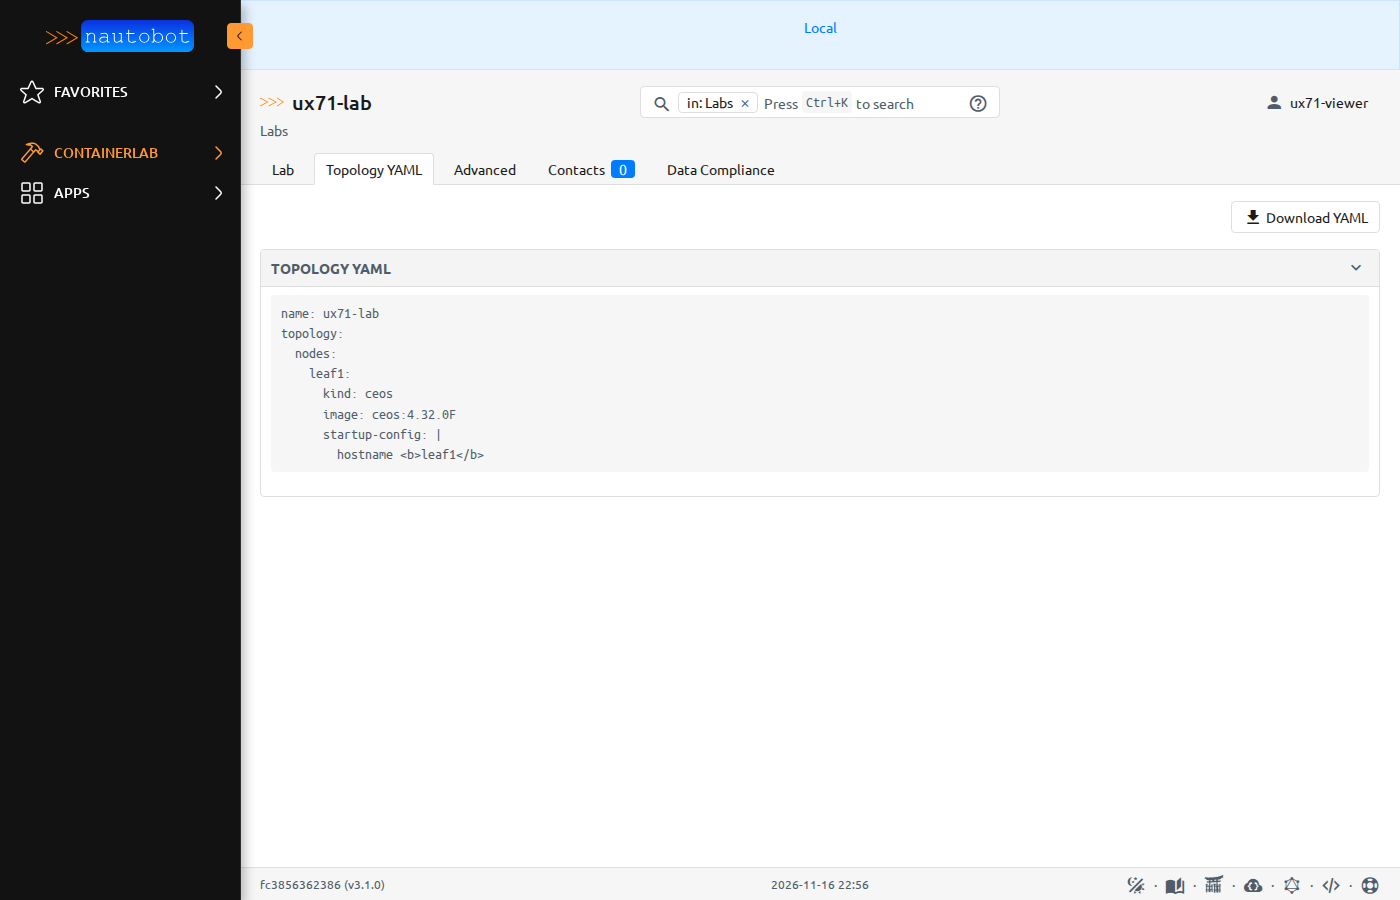 nautobot
FAVORITES
CONTAINERLAB
APPS
Local
ux71-lab
in: Labs × Press Ctrl+K to search
ux71-viewer
Labs
Lab
Topology YAML
Advanced
Contacts 0
Data Compliance
Download YAML
TOPOLOGY YAML
name: ux71-lab
topology:
  nodes:
    leaf1:
      kind: ceos
      image: ceos:4.32.0F
      startup-config: |
        hostname <b>leaf1</b>
fc3856362386 (v3.1.0)
2026-11-16 22:56